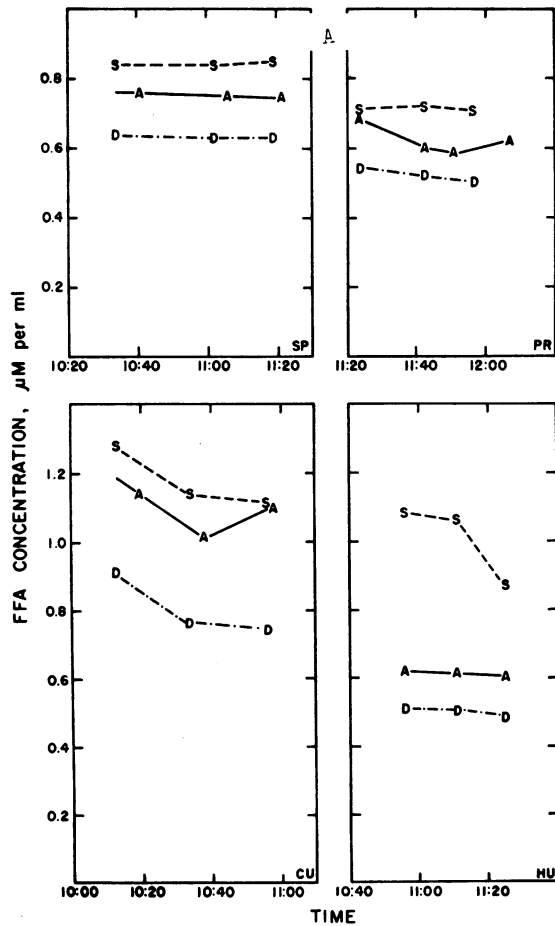 A
0.8
0.6
0.4
0.2
S S S
A A A
D D D
SP
10:20 10:40 11:00 11:20
S S S
A A A A
D D D
PR
11:20 11:40 12:00
FFA CONCENTRATION, µM per ml
1.2
1.0
0.8
0.6
0.4
0.2
S S S
A A A
D D D
CU
10:00 10:20 10:40 11:00
S S S
A A A
D D D
HU
10:40 11:00 11:20
TIME